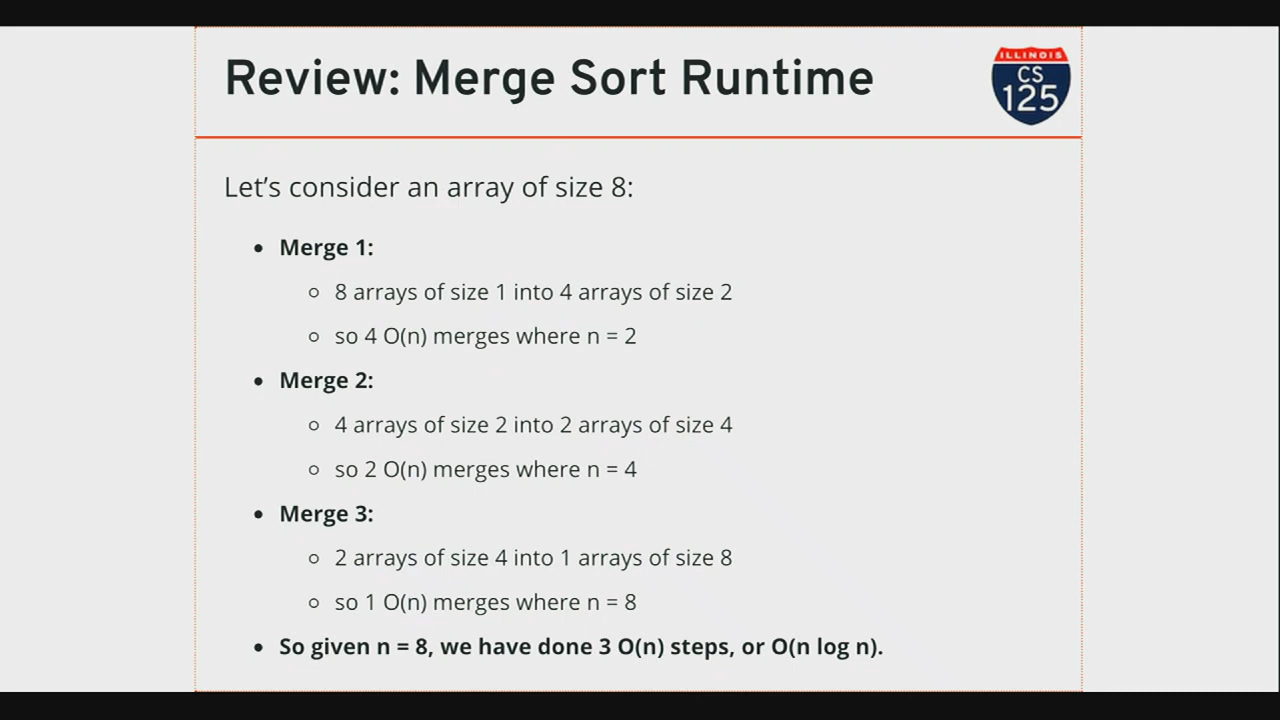 Review: Merge Sort Runtime
ILLINOIS
CS
125
Let's consider an array of size 8:
• Merge 1:
○ 8 arrays of size 1 into 4 arrays of size 2
○ so 4 O(n) merges where n = 2
• Merge 2:
○ 4 arrays of size 2 into 2 arrays of size 4
○ so 2 O(n) merges where n = 4
• Merge 3:
○ 2 arrays of size 4 into 1 arrays of size 8
○ so 1 O(n) merges where n = 8
• So given n = 8, we have done 3 O(n) steps, or O(n log n).